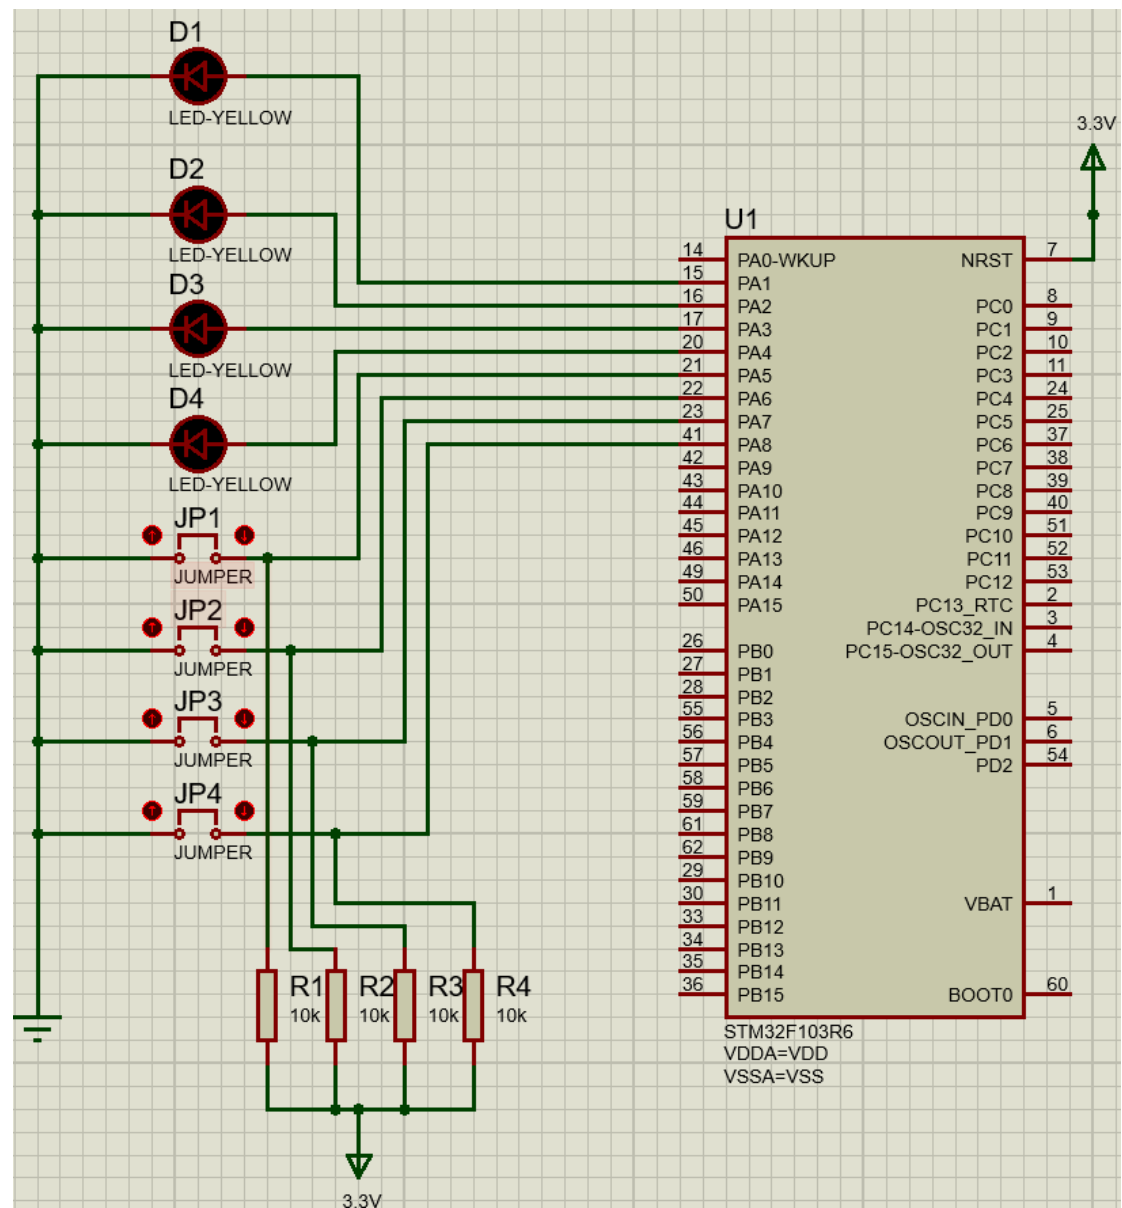 D1
LED-YELLOW
D2
LED-YELLOW
D3
LED-YELLOW
D4
LED-YELLOW
JP1
JUMPER
JP2
JUMPER
JP3
JUMPER
JP4
JUMPER
R1
10k
R2
10k
R3
10k
R4
10k
3.3V
3.3V
U1
14 PA0-WKUP
15 PA1
16 PA2
17 PA3
20 PA4
21 PA5
22 PA6
23 PA7
41 PA8
42 PA9
43 PA10
44 PA11
45 PA12
46 PA13
49 PA14
50 PA15
26 PB0
27 PB1
28 PB2
55 PB3
56 PB4
57 PB5
58 PB6
59 PB7
61 PB8
62 PB9
29 PB10
30 PB11
33 PB12
34 PB13
35 PB14
36 PB15
NRST 7
PC0 8
PC1 9
PC2 10
PC3 11
PC4 24
PC5 25
PC6 37
PC7 38
PC8 39
PC9 40
PC10 51
PC11 52
PC12 53
PC13_RTC 2
PC14-OSC32_IN 3
PC15-OSC32_OUT 4
OSCIN_PD0 5
OSCOUT_PD1 6
PD2 54
VBAT 1
BOOT0 60
STM32F103R6
VDDA=VDD
VSSA=VSS